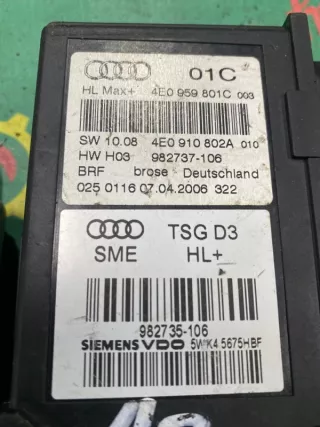 01C
HL Max+ 4E0 959 801C 003
SW 10.08 4E0 910 802A 010
HW H03 982737-106
BRF brose Deutschland
025 0116 07.04.2006 322
TSG D3
SME HL+
982735-106
SIEMENS VDO 5WK4 5675HBF